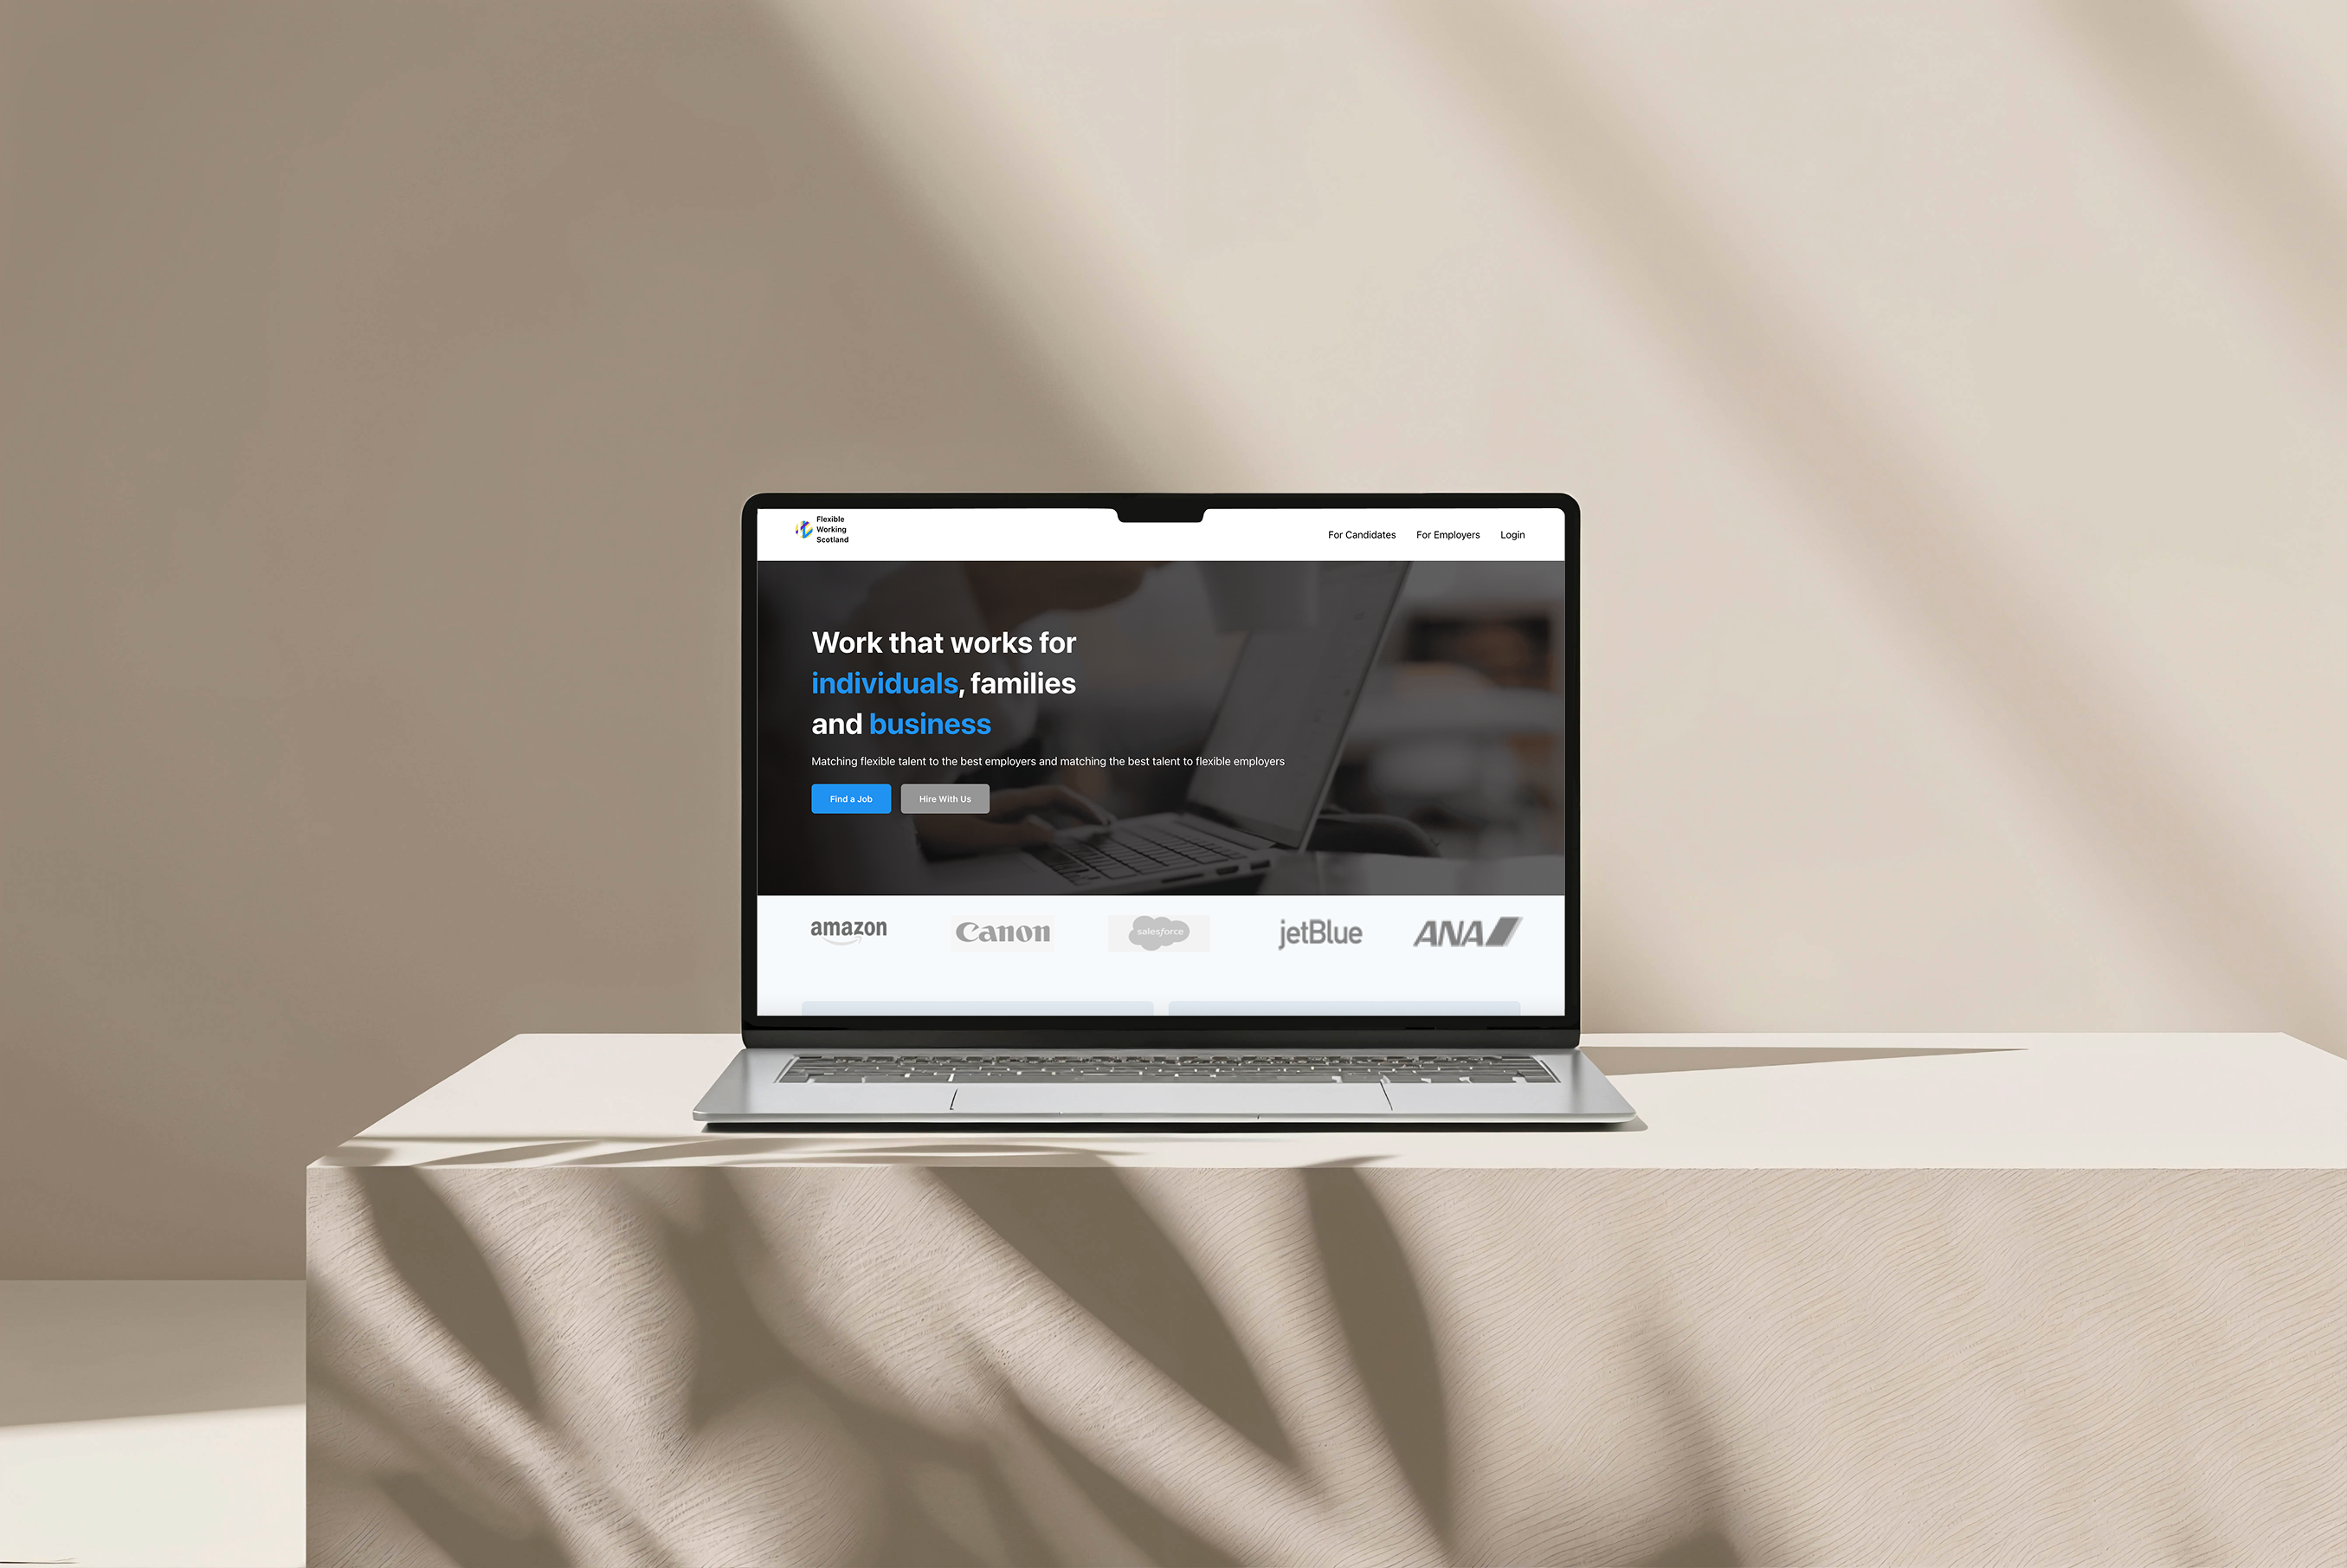 Flexible
Working
Scotland
For Candidates For Employers Login
Work that works for
individuals, families
and business
Matching flexible talent to the best employers and matching the best talent to flexible employers
Find a Job Hire With Us
amazon Canon salesforce jetBlue ANA